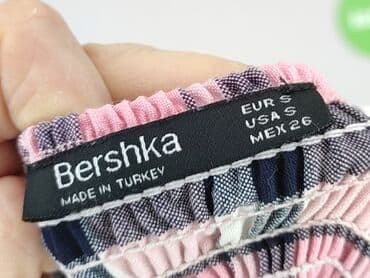 Bershka
MADE IN TURKEY
EUR S
USA S
MEX 26